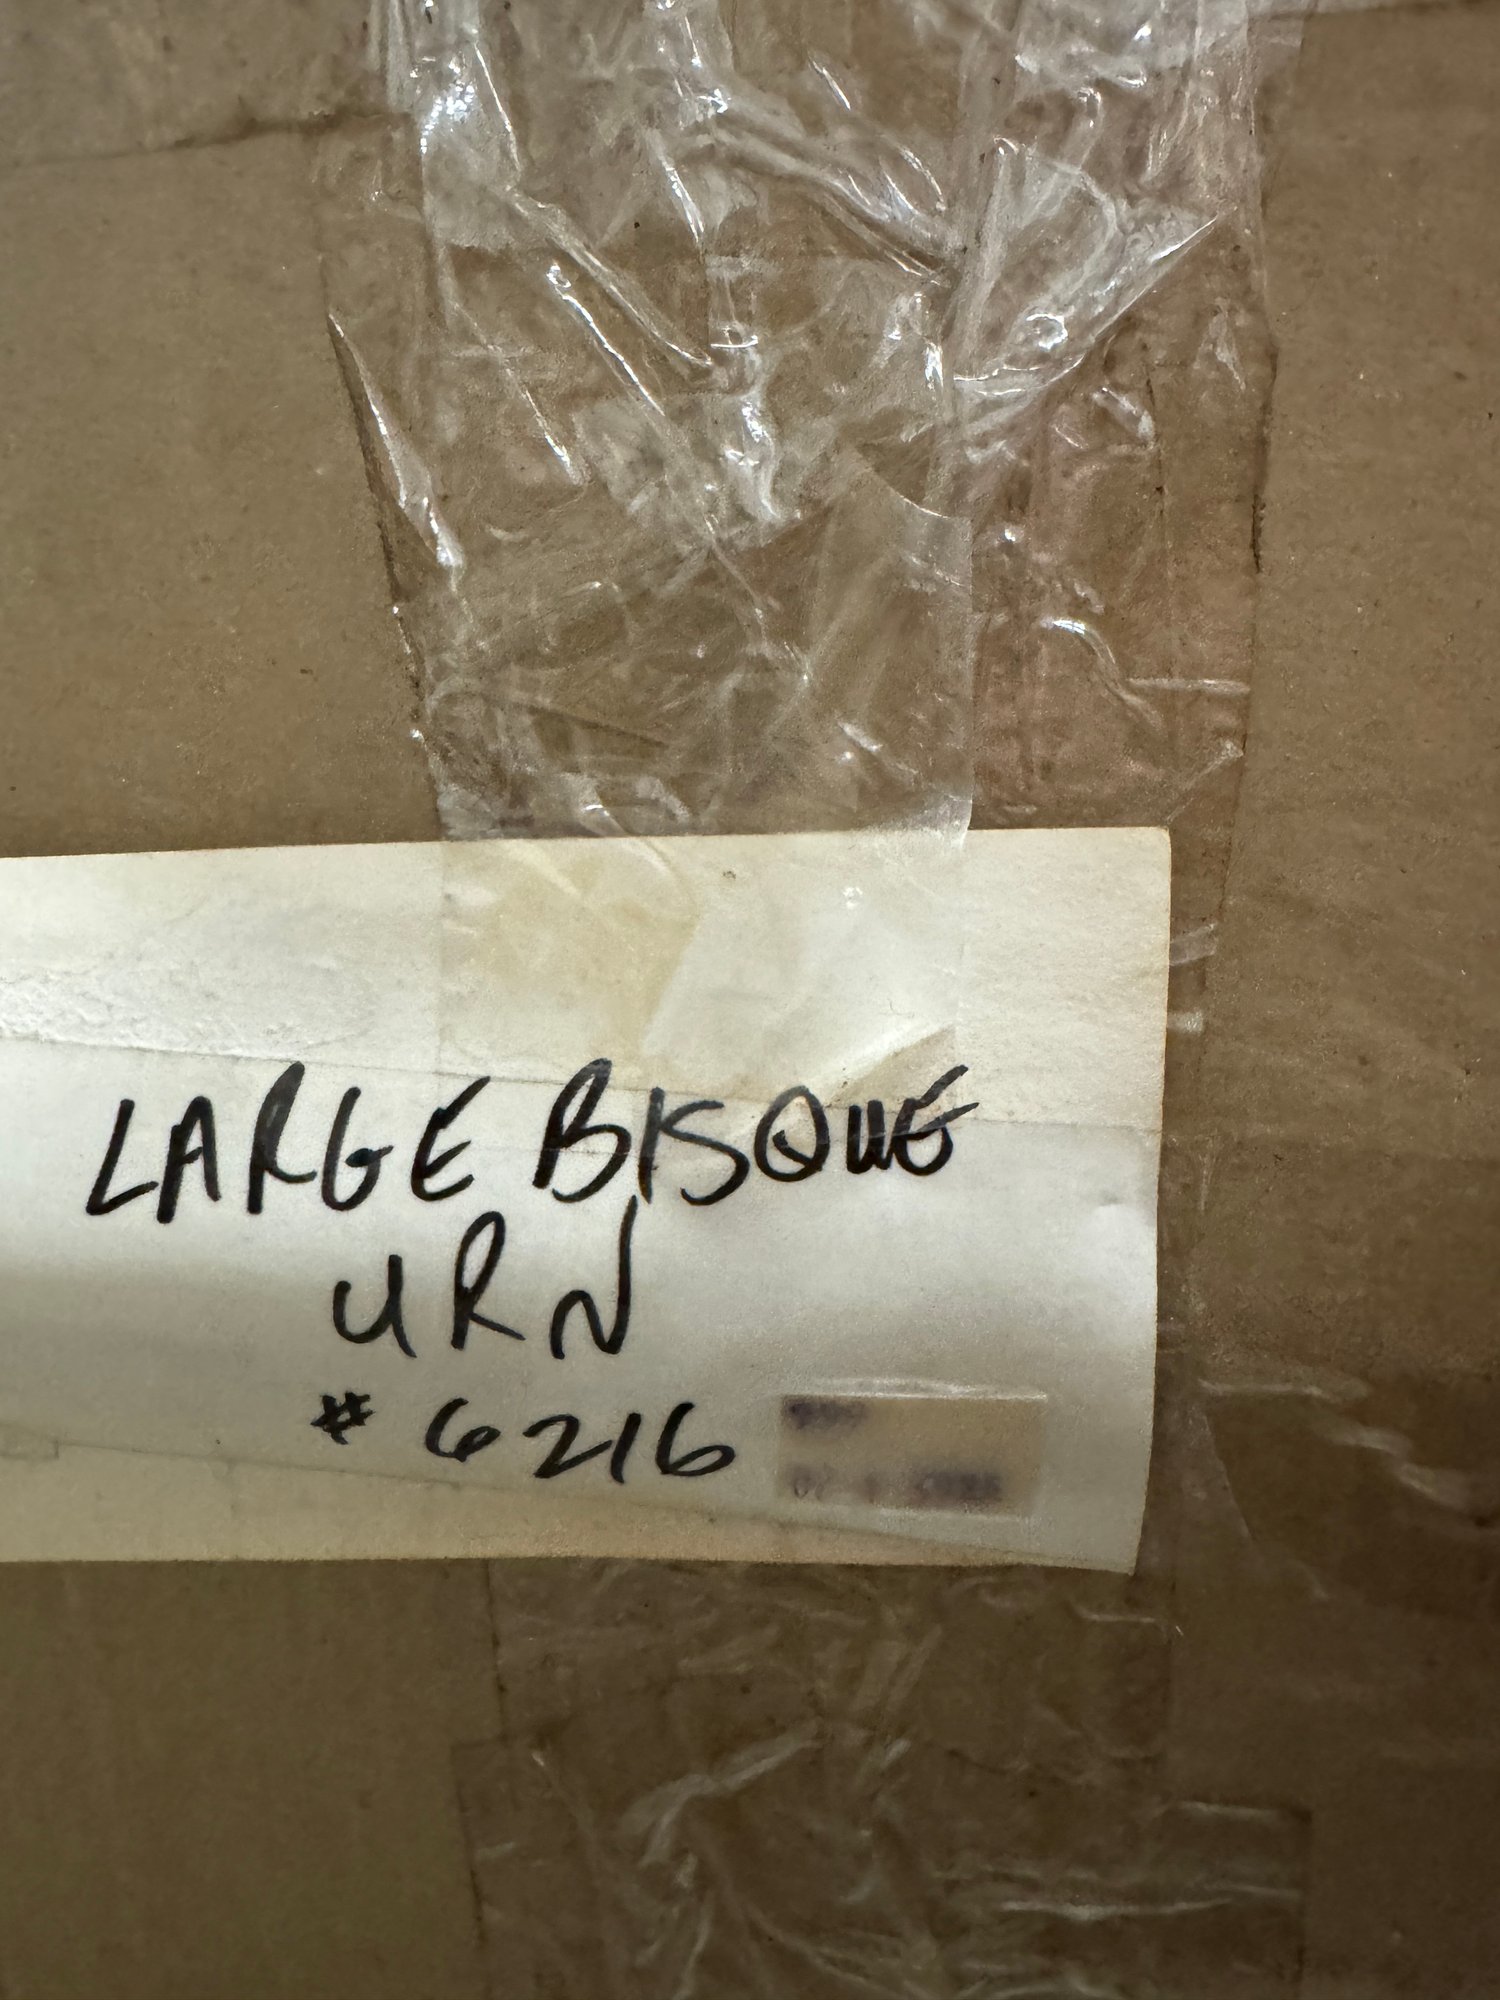 LARGE BISQUE
URN
# 6216